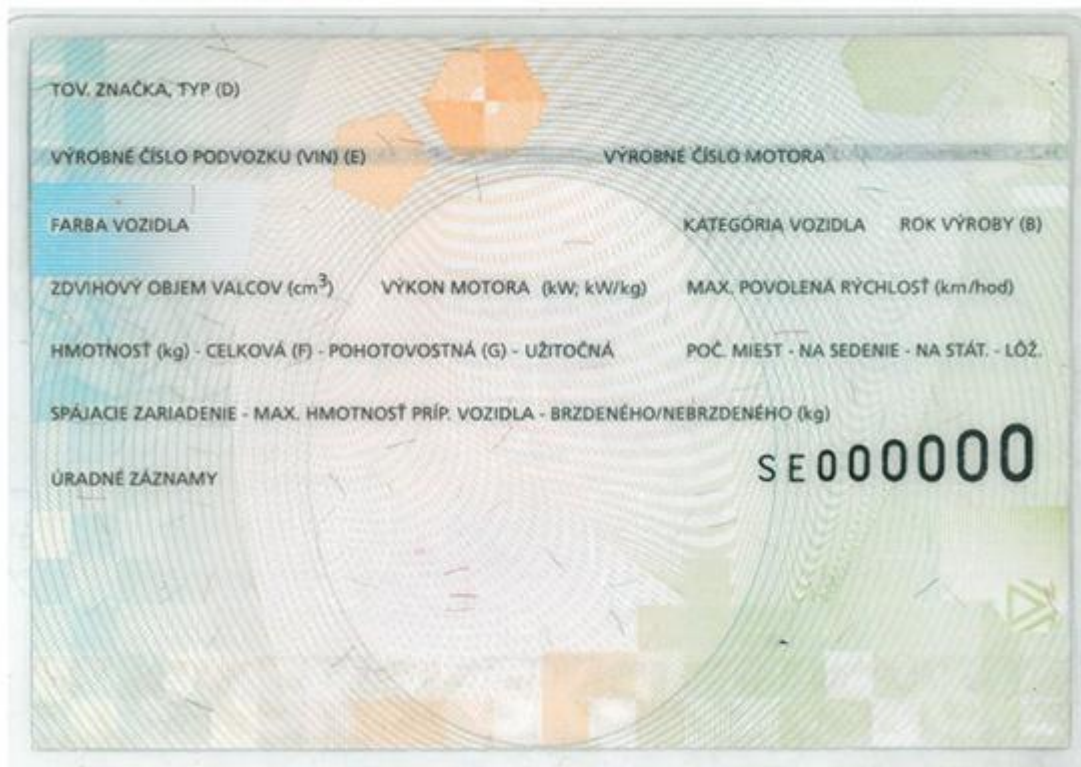 TOV. ZNAČKA, TYP (D)
VÝROBNÉ ČÍSLO PODVOZKU (VIN) (E) VÝROBNÉ ČÍSLO MOTORA
FARBA VOZIDLA KATEGÓRIA VOZIDLA ROK VÝROBY (B)
ZDVIHOVÝ OBJEM VALCOV (cm³) VÝKON MOTORA (kW; kW/kg) MAX. POVOLENÁ RÝCHLOSŤ (km/hod)
HMOTNOSŤ (kg) - CELKOVÁ (F) - POHOTOVOSTNÁ (G) - UŽITOČNÁ POČ. MIEST - NA SEDENIE - NA STÁT. - LÔŽ.
SPÁJACIE ZARIADENIE - MAX. HMOTNOSŤ PRÍP. VOZIDLA - BRZDENÉHO/NEBRZDENÉHO (kg)
SE000000
ÚRADNÉ ZÁZNAMY